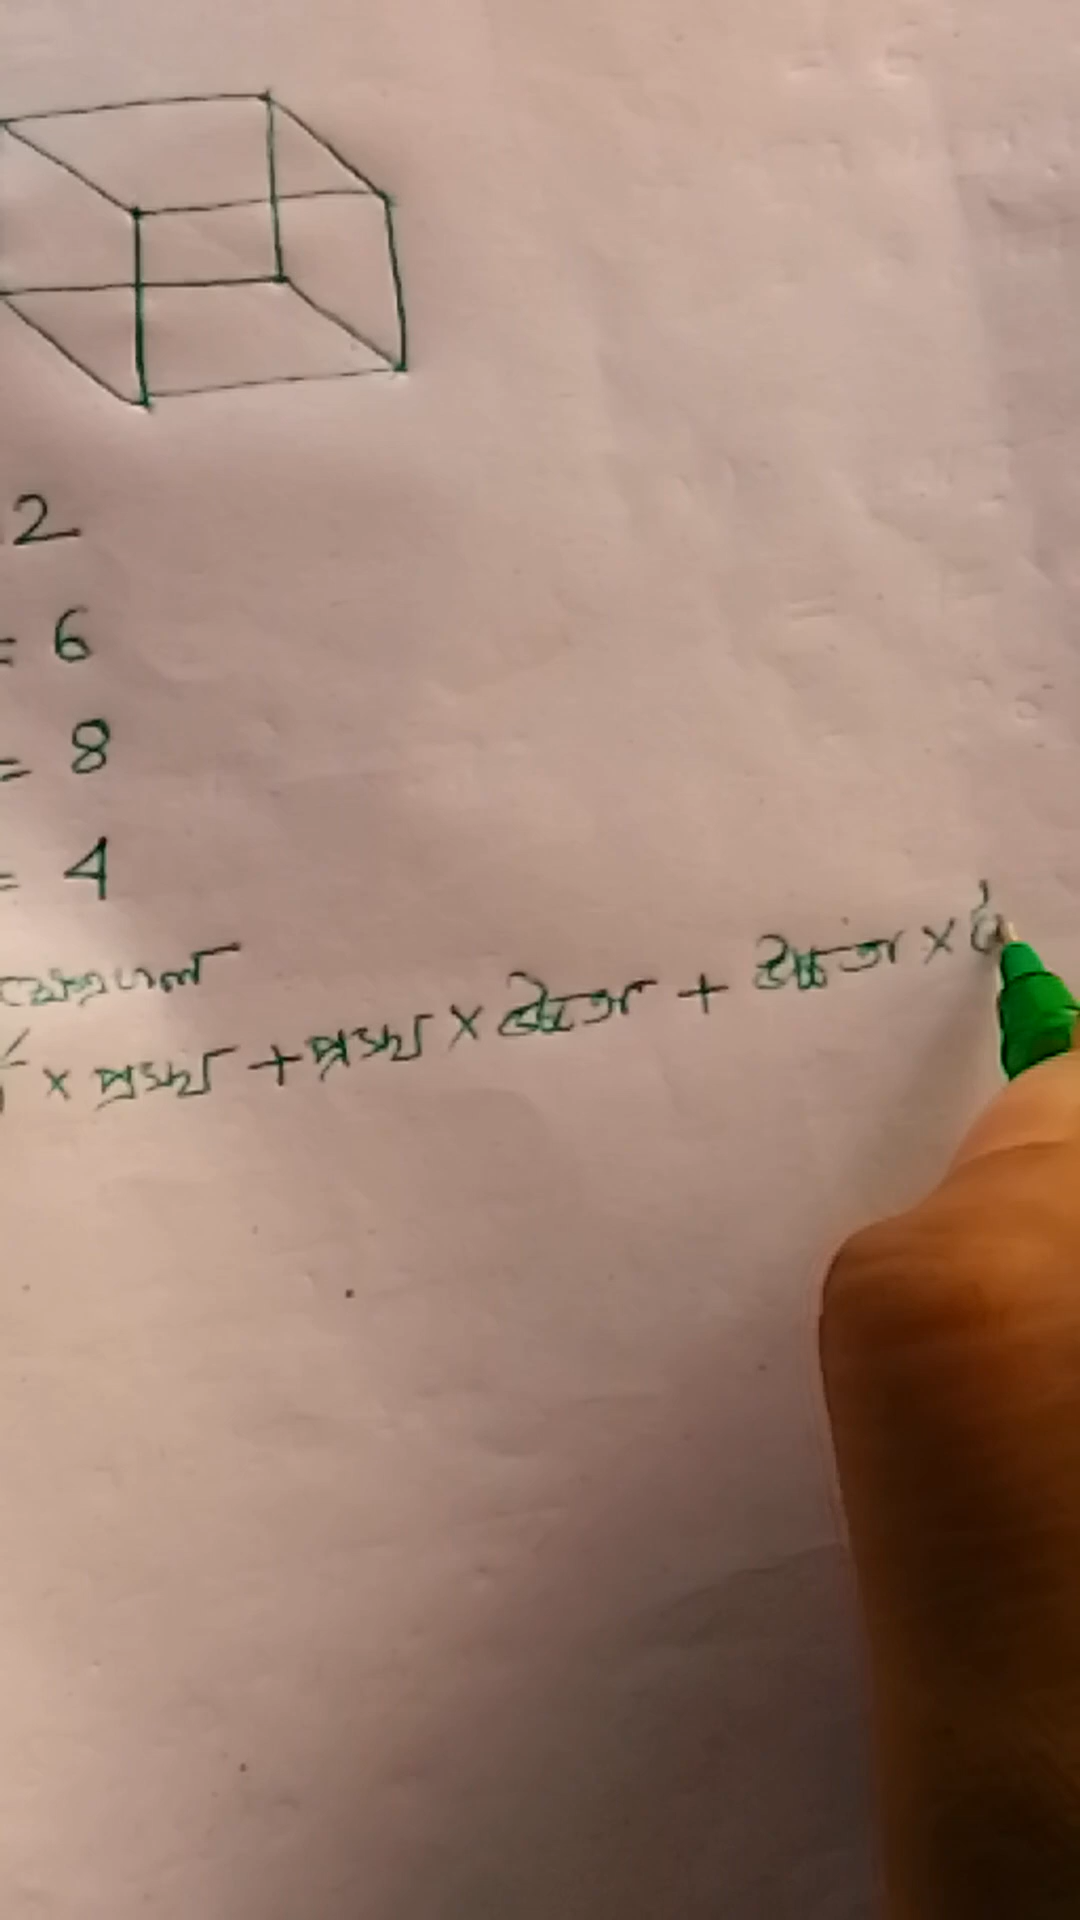 2
= 6
= 8
= 4
ক্ষেত্রফল
× প্রস্থ + প্রস্থ × উচ্চতা + উচ্চতা ×